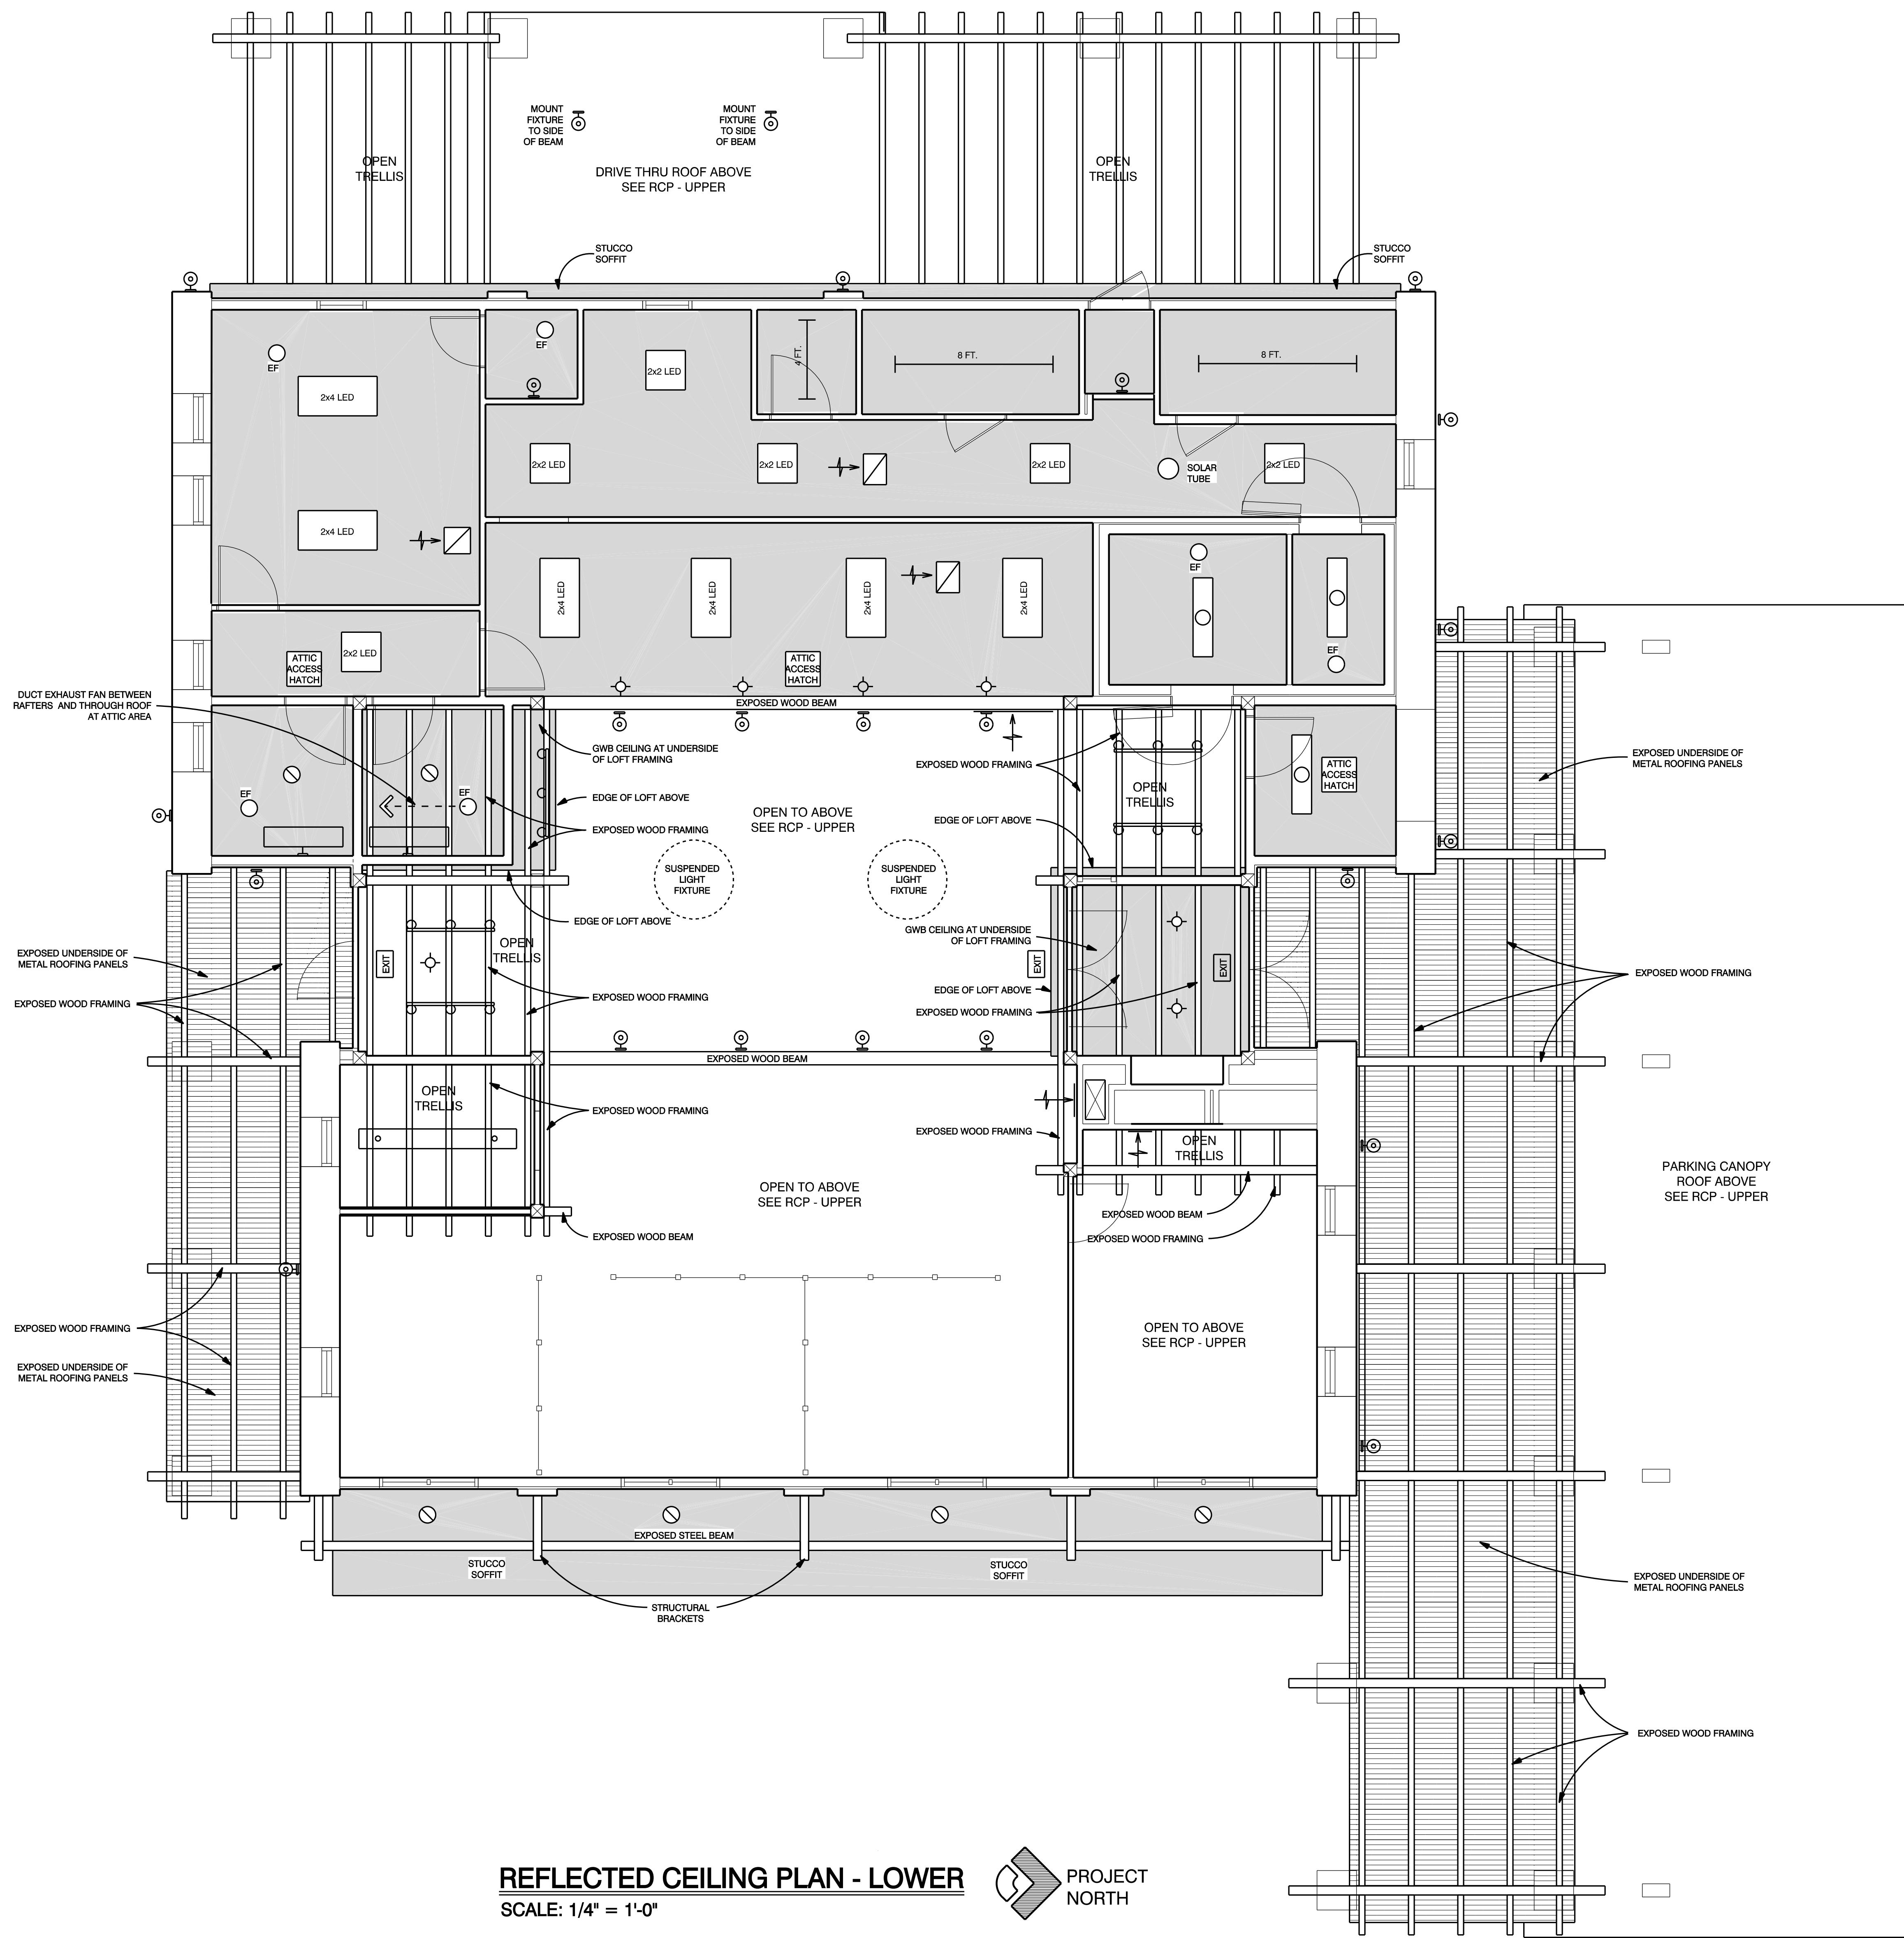 MOUNT
FIXTURE
TO SIDE
OF BEAM
MOUNT
FIXTURE
TO SIDE
OF BEAM
OPEN
TRELLIS
DRIVE THRU ROOF ABOVE
SEE RCP - UPPER
OPEN
TRELLIS
STUCCO
SOFFIT
STUCCO
SOFFIT
EF
EF
2x4 LED
2x2 LED
4 FT.
8 FT.
8 FT.
2x2 LED
2x2 LED
2x2 LED
SOLAR
TUBE
2x2 LED
2x4 LED
2x4 LED
2x4 LED
2x4 LED
2x4 LED
EF
EF
ATTIC
ACCESS
HATCH
2x2 LED
ATTIC
ACCESS
HATCH
DUCT EXHAUST FAN BETWEEN
RAFTERS AND THROUGH ROOF
AT ATTIC AREA
EXPOSED WOOD BEAM
GWB CEILING AT UNDERSIDE
OF LOFT FRAMING
EXPOSED WOOD FRAMING
EXPOSED UNDERSIDE OF
METAL ROOFING PANELS
ATTIC
ACCESS
HATCH
EF
EF
EDGE OF LOFT ABOVE
OPEN TO ABOVE
SEE RCP - UPPER
OPEN
TRELLIS
EDGE OF LOFT ABOVE
EXPOSED WOOD FRAMING
SUSPENDED
LIGHT
FIXTURE
SUSPENDED
LIGHT
FIXTURE
EDGE OF LOFT ABOVE
GWB CEILING AT UNDERSIDE
OF LOFT FRAMING
OPEN
TRELLIS
EXPOSED UNDERSIDE OF
METAL ROOFING PANELS
EXIT
EXIT
EXIT
EXPOSED WOOD FRAMING
EDGE OF LOFT ABOVE
EXPOSED WOOD FRAMING
EXPOSED WOOD FRAMING
EXPOSED WOOD FRAMING
EXPOSED WOOD BEAM
OPEN
TRELLIS
EXPOSED WOOD FRAMING
EXPOSED WOOD FRAMING
OPEN
TRELLIS
OPEN TO ABOVE
SEE RCP - UPPER
PARKING CANOPY
ROOF ABOVE
SEE RCP - UPPER
EXPOSED WOOD BEAM
EXPOSED WOOD BEAM
EXPOSED WOOD FRAMING
EXPOSED WOOD FRAMING
OPEN TO ABOVE
SEE RCP - UPPER
EXPOSED UNDERSIDE OF
METAL ROOFING PANELS
EXPOSED STEEL BEAM
STUCCO
SOFFIT
STUCCO
SOFFIT
EXPOSED UNDERSIDE OF
METAL ROOFING PANELS
STRUCTURAL
BRACKETS
EXPOSED WOOD FRAMING
REFLECTED CEILING PLAN - LOWER
SCALE: 1/4" = 1'-0"
PROJECT
NORTH